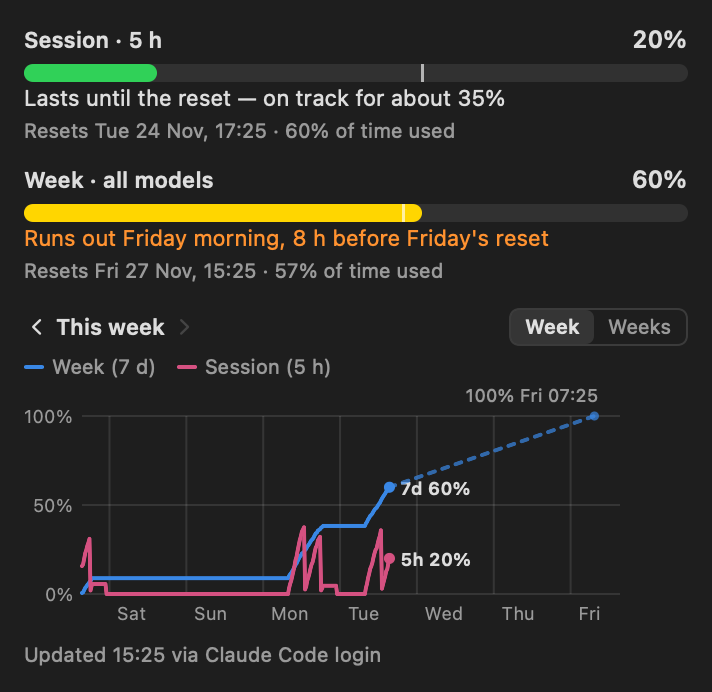 Session · 5 h 20%
Lasts until the reset — on track for about 35%
Resets Tue 24 Nov, 17:25 · 60% of time used
Week · all models 60%
Runs out Friday morning, 8 h before Friday's reset
Resets Fri 27 Nov, 15:25 · 57% of time used
This week Week Weeks
Week (7 d) Session (5 h)
100% Fri 07:25
100%
7d 60%
50%
5h 20%
0%
Sat Sun Mon Tue Wed Thu Fri
Updated 15:25 via Claude Code login